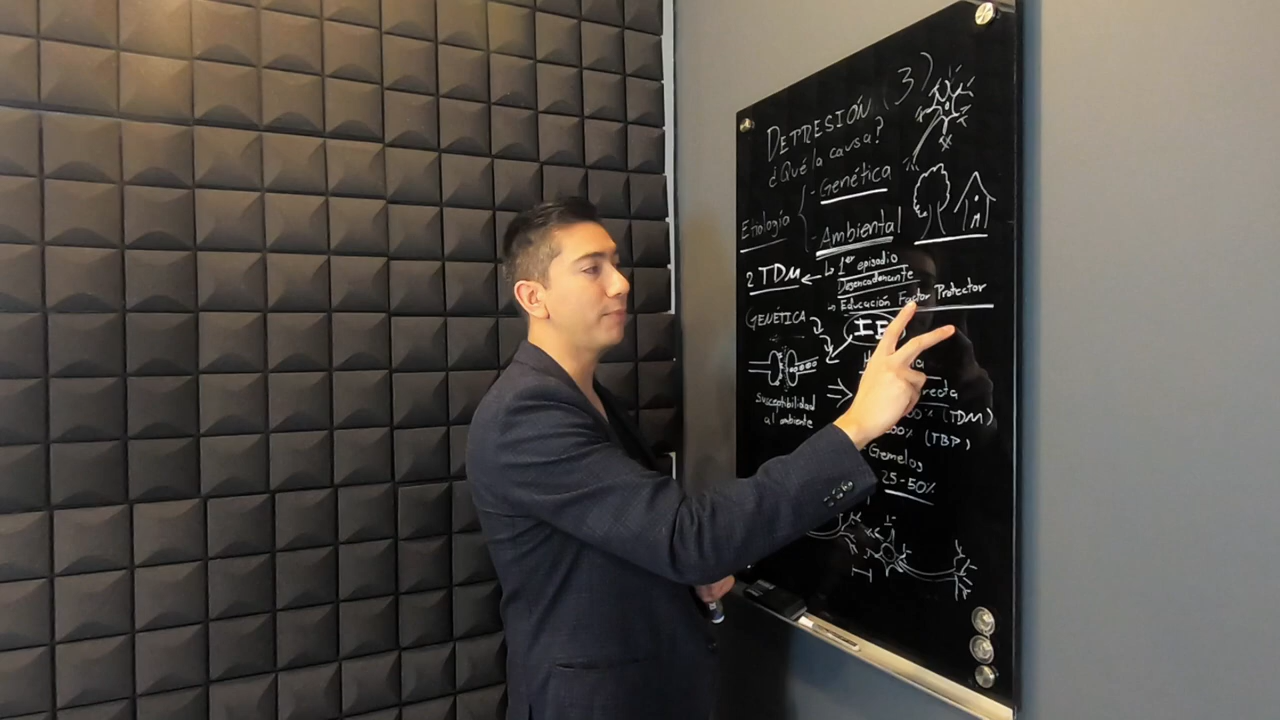 DEPRESIÓN (3)
¿Qué la causa?
Etiología
- Genética
- Ambiental
2 TDM ← ↳ 1er episodio
Desencadenante
Educación Factor Protector
GENÉTICA
Susceptibilidad
al ambiente
(TDM)
(TBP)
Gemelos
25-50%